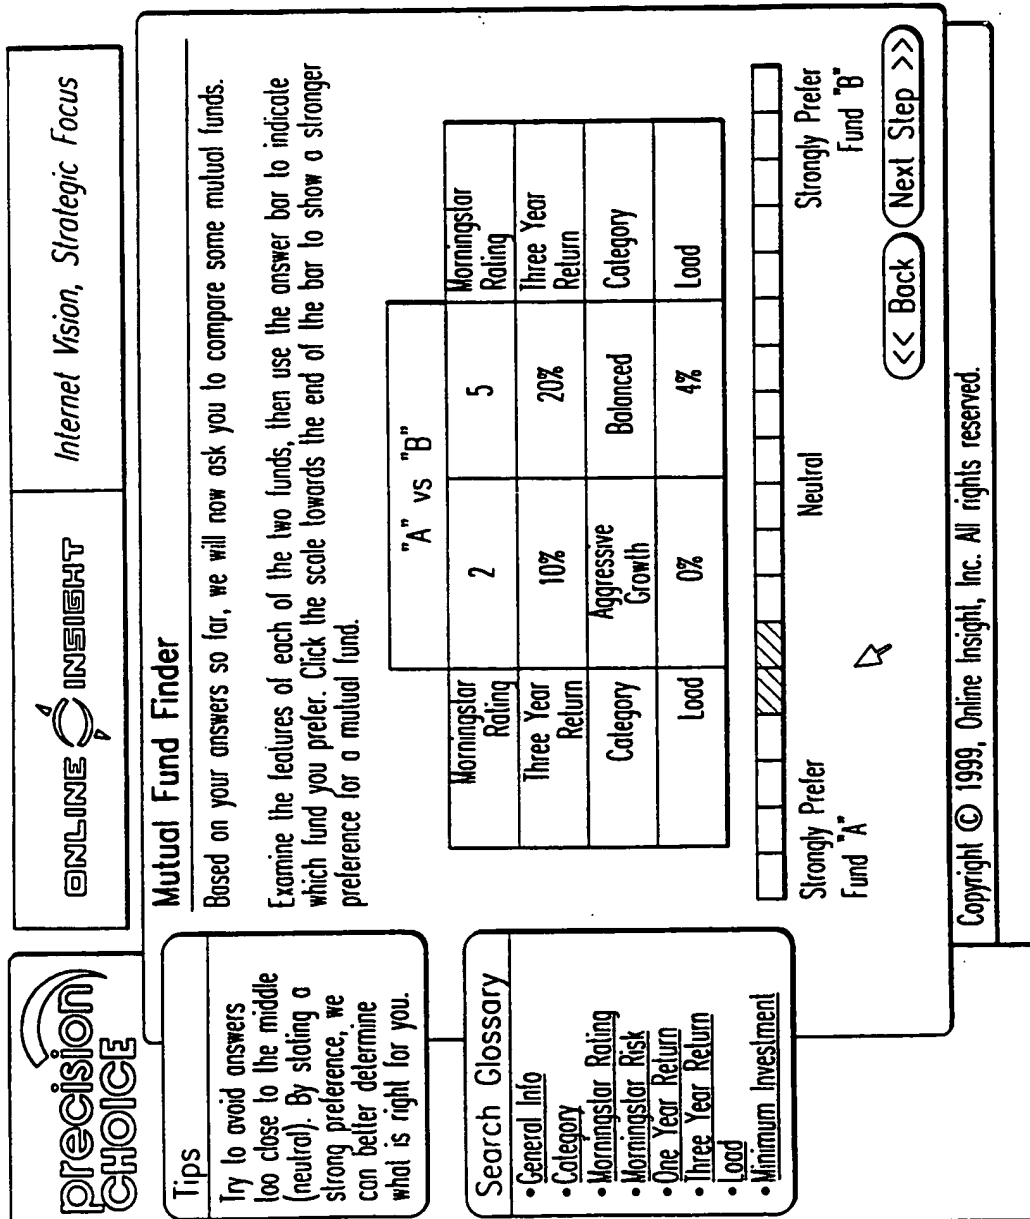 precision
CHOICE
ONLINE INSIGHT
Internet Vision, Strategic Focus
Tips
Try to avoid answers
too close to the middle
(neutral). By stating a
strong preference, we
can better determine
what is right for you.
Search Glossary
• General Info
• Category
• Morningstar Rating
• Morningstar Risk
• One Year Return
• Three Year Return
• Load
• Minimum Investment
Mutual Fund Finder
Based on your answers so far, we will now ask you to compare some mutual funds.
Examine the features of each of the two funds, then use the answer bar to indicate
which fund you prefer. Click the scale towards the end of the bar to show a stronger
preference for a mutual fund.
"A" vs "B"
Morningstar Rating 2 5 Morningstar Rating
Three Year Return 10% 20% Three Year Return
Category Aggressive Growth Balanced Category
Load 0% 4% Load
Strongly Prefer Neutral Strongly Prefer
Fund "A" Fund "B"
<< Back Next Step >>
Copyright © 1999, Online Insight, Inc. All rights reserved.